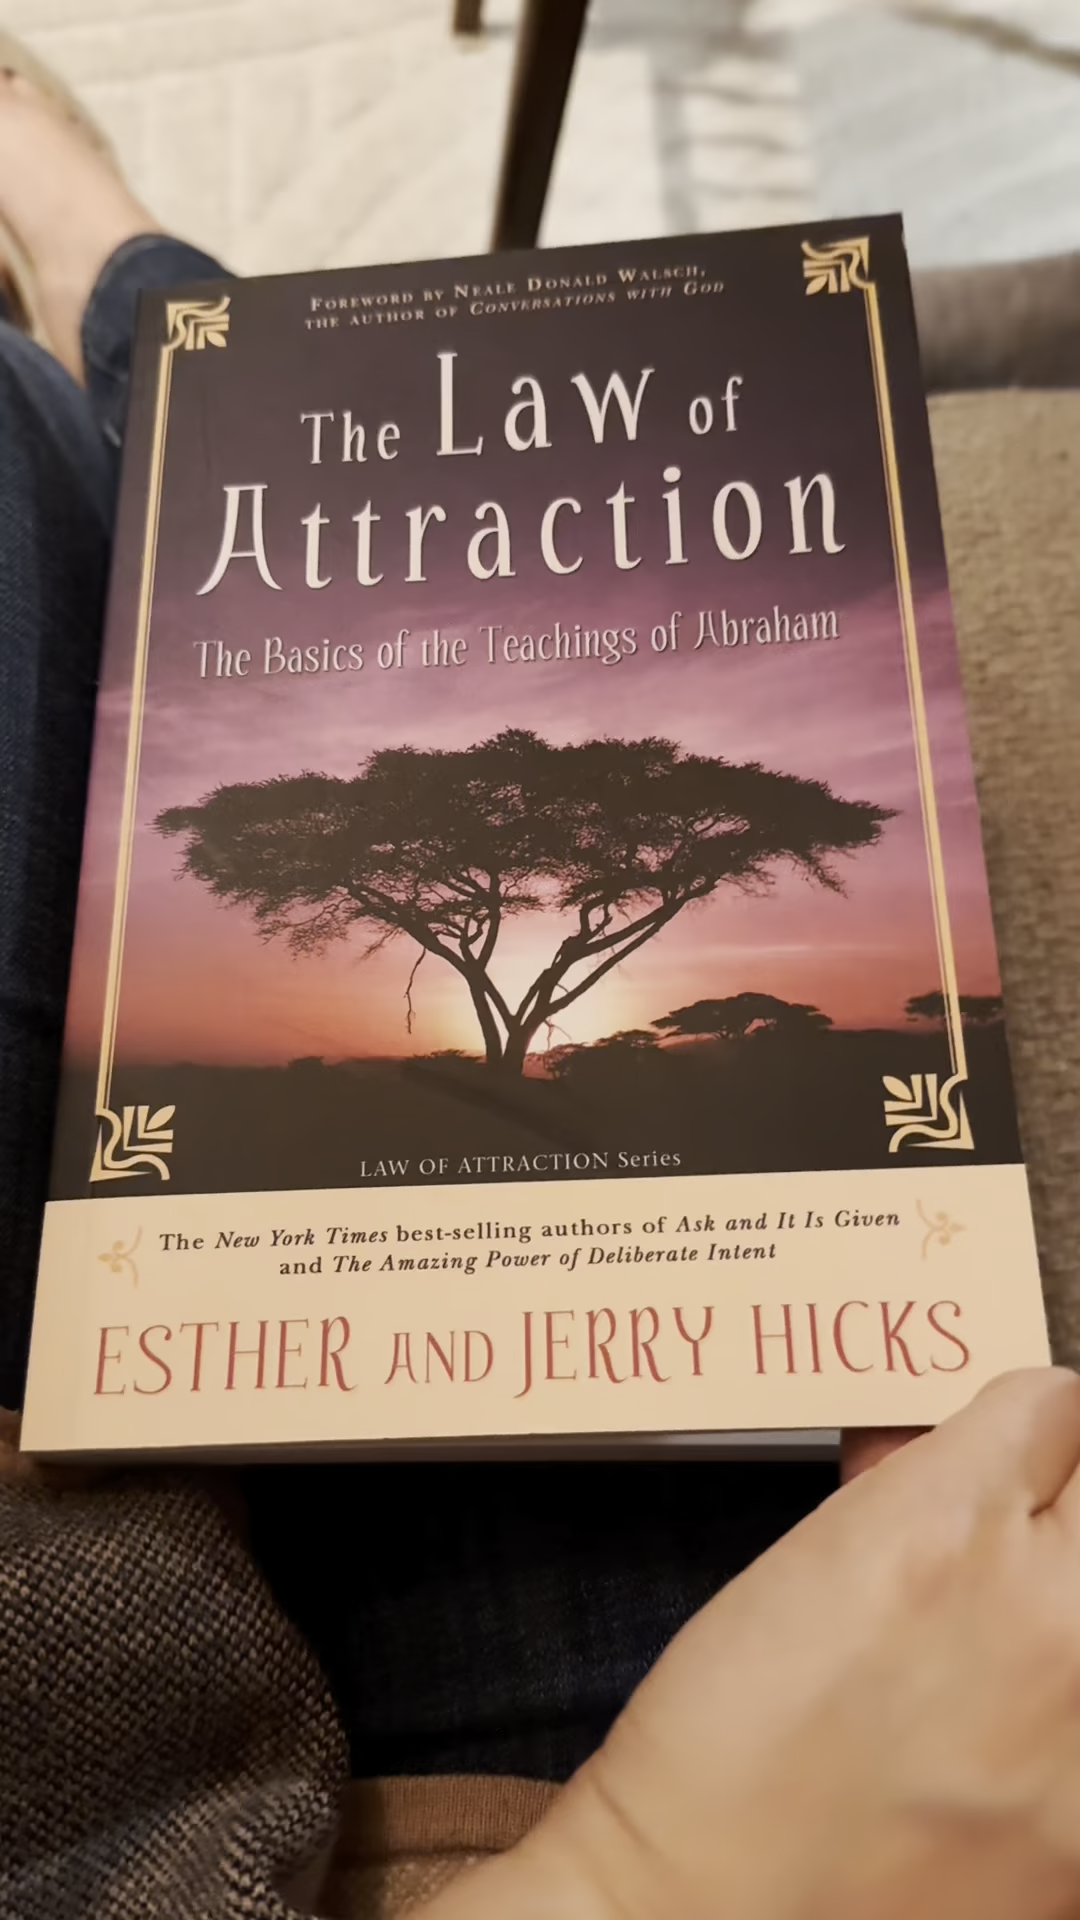 Foreword by Neale Donald Walsch,
the author of Conversations with God
The Law of
Attraction
The Basics of the Teachings of Abraham
LAW OF ATTRACTION Series
The New York Times best-selling authors of Ask and It Is Given
and The Amazing Power of Deliberate Intent
ESTHER AND JERRY HICKS